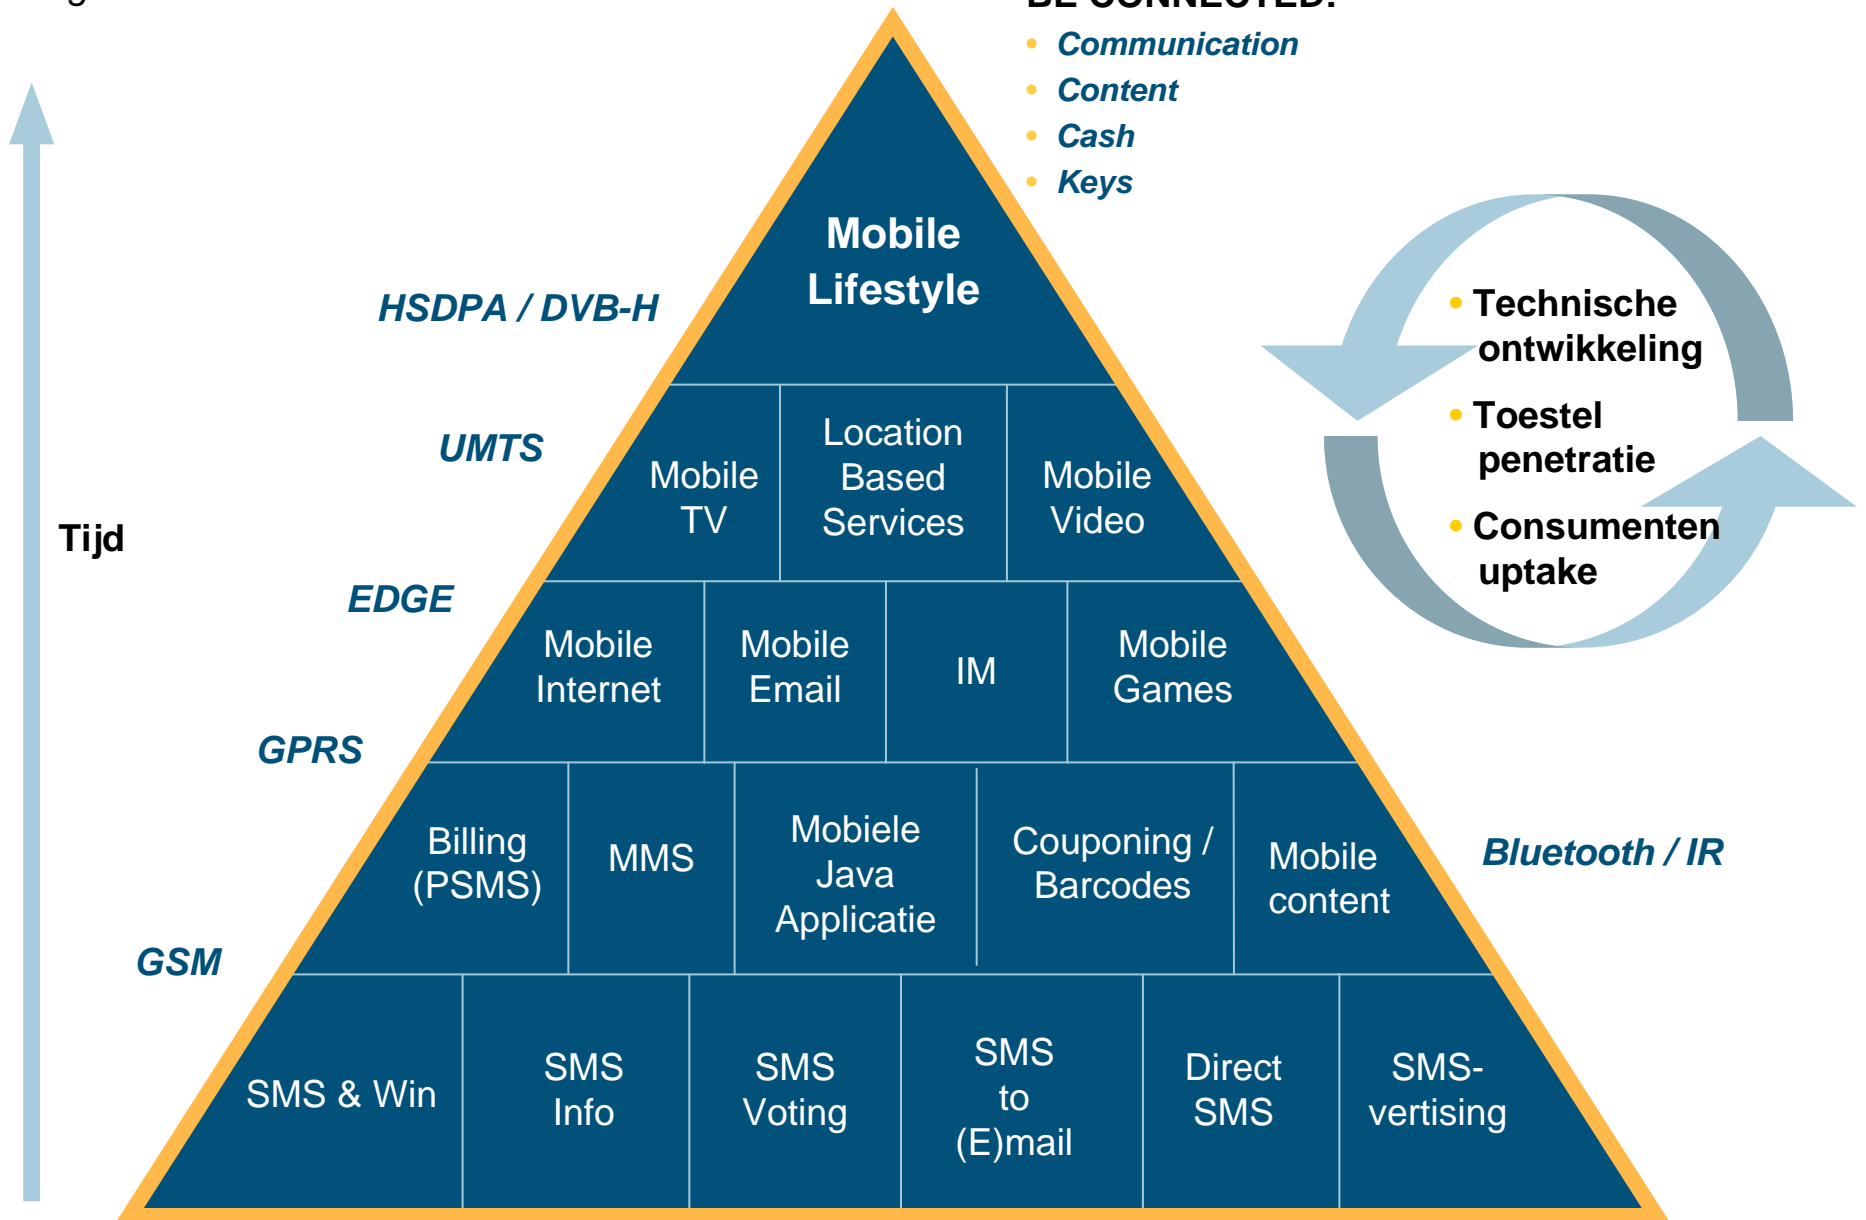 BE CONNECTED:
• Communication
• Content
• Cash
• Keys
Mobile
Lifestyle
HSDPA / DVB-H
• Technische
ontwikkeling
• Toestel
penetratie
• Consumenten
uptake
UMTS
Mobile
TV
Location
Based
Services
Mobile
Video
Tijd
EDGE
Mobile
Internet
Mobile
Email
IM
Mobile
Games
GPRS
Billing
(PSMS)
MMS
Mobiele
Java
Applicatie
Couponing /
Barcodes
Mobile
content
Bluetooth / IR
GSM
SMS & Win
SMS
Info
SMS
Voting
SMS
to
(E)mail
Direct
SMS
SMS-
vertising